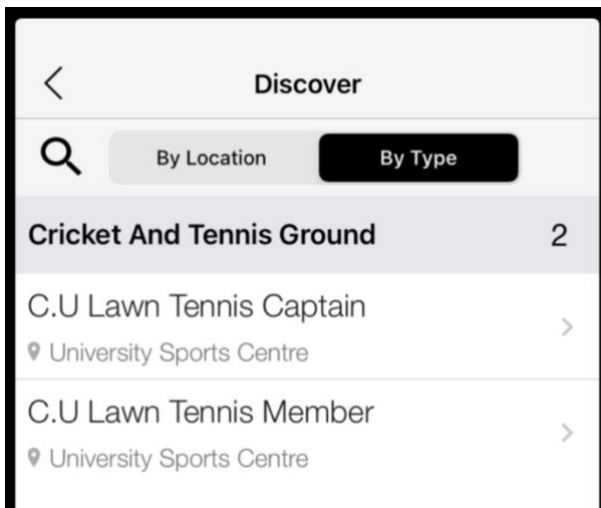 Discover
By Location By Type
Cricket And Tennis Ground 2
C.U Lawn Tennis Captain
University Sports Centre
C.U Lawn Tennis Member
University Sports Centre